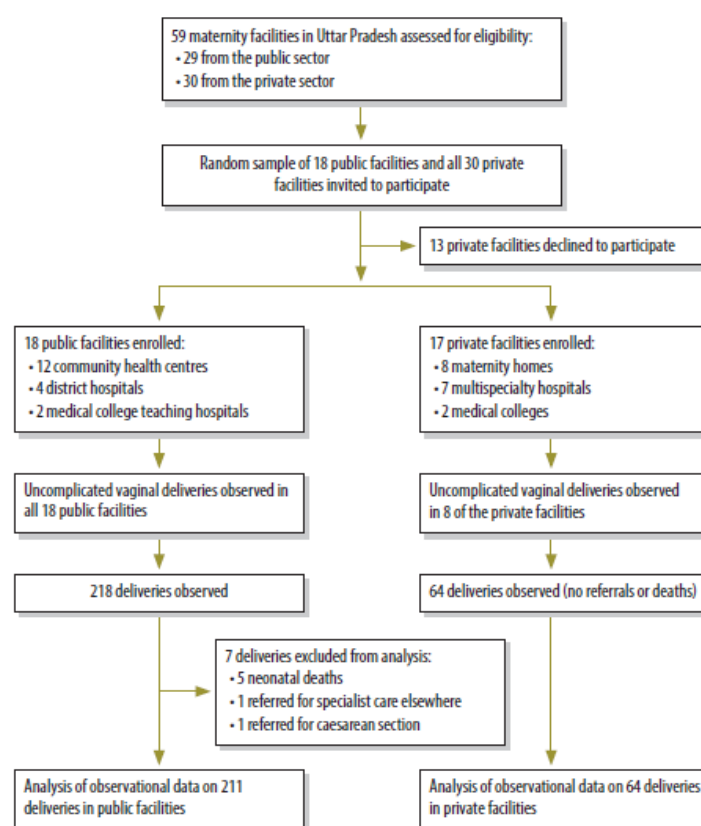 59 maternity facilities in Uttar Pradesh assessed for eligibility:
• 29 from the public sector
• 30 from the private sector
Random sample of 18 public facilities and all 30 private
facilities invited to participate
13 private facilities declined to participate
18 public facilities enrolled:
• 12 community health centres
• 4 district hospitals
• 2 medical college teaching hospitals
17 private facilities enrolled:
• 8 maternity homes
• 7 multispecialty hospitals
• 2 medical colleges
Uncomplicated vaginal deliveries observed in
all 18 public facilities
Uncomplicated vaginal deliveries observed
in 8 of the private facilities
218 deliveries observed
64 deliveries observed (no referrals or deaths)
7 deliveries excluded from analysis:
• 5 neonatal deaths
• 1 referred for specialist care elsewhere
• 1 referred for caesarean section
Analysis of observational data on 211
deliveries in public facilities
Analysis of observational data on 64 deliveries
in private facilities